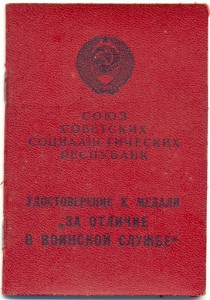 СОЮЗ
СОВЕТСКИХ
СОЦИАЛИСТИЧЕСКИХ
РЕСПУБЛИК
УДОСТОВЕРЕНИЕ К МЕДАЛИ
„ЗА ОТЛИЧИЕ
В ВОИНСКОЙ СЛУЖБЕ"